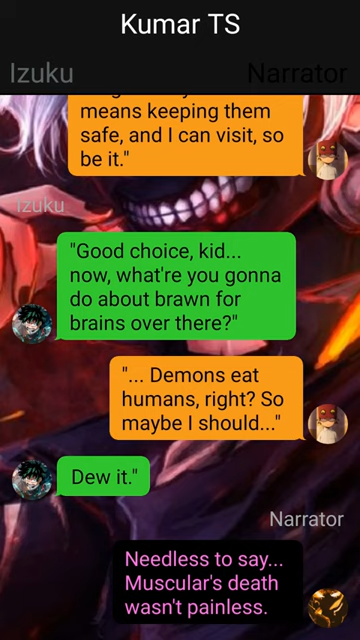 Kumar TS
Izuku
Narrator
means keeping them
safe, and I can visit, so
be it."
Izuku
"Good choice, kid...
now, what're you gonna
do about brawn for
brains over there?"
"... Demons eat
humans, right? So
maybe I should..."
Dew it."
Narrator
Needless to say...
Muscular's death
wasn't painless.